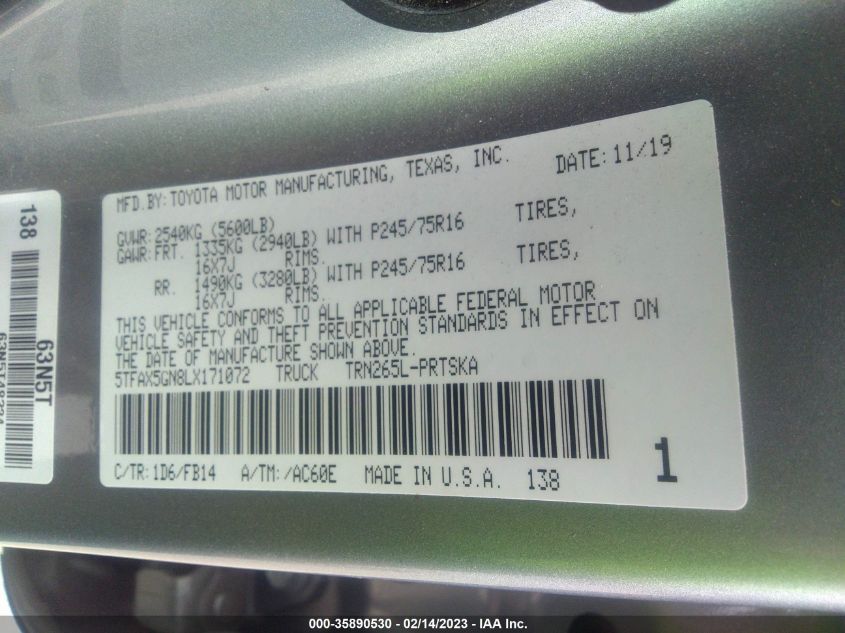 MFD.BY:TOYOTA MOTOR MANUFACTURING, TEXAS, INC. DATE:11/19
GVWR:2540KG (5600LB)
GAWR:FRT. 1335KG (2940LB) WITH P245/75R16 TIRES,
16X7J RIMS.
RR. 1490KG (3280LB) WITH P245/75R16 TIRES,
16X7J RIMS.
THIS VEHICLE CONFORMS TO ALL APPLICABLE FEDERAL MOTOR
VEHICLE SAFETY AND THEFT PREVENTION STANDARDS IN EFFECT ON
THE DATE OF MANUFACTURE SHOWN ABOVE.
5TFAX5GN8LX171072 TRUCK TRN265L-PRTSKA
C/TR:1D6/FB14 A/TM:/AC60E MADE IN U.S.A. 138
1
138
63N5T
000-35890530 - 02/14/2023 - IAA Inc.